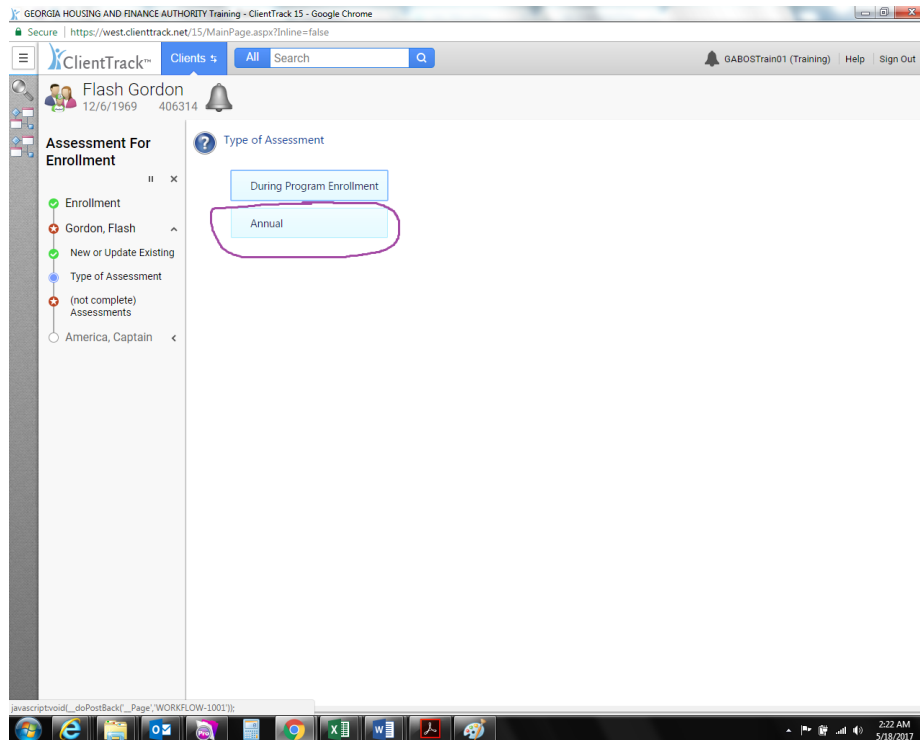 GEORGIA HOUSING AND FINANCE AUTHORITY Training - ClientTrack 15 - Google Chrome
Secure | https://west.clienttrack.net/15/MainPage.aspx?Inline=false
ClientTrack™ Clients All Search GABOSTrain01 (Training) Help Sign Out
Flash Gordon
12/6/1969 406314
Assessment For
Enrollment
Enrollment
Gordon, Flash
New or Update Existing
Type of Assessment
(not complete)
Assessments
America, Captain
Type of Assessment
During Program Enrollment
Annual
javascript:void(__doPostBack('__Page','WORKFLOW-1001'));
2:22 AM
5/18/2017